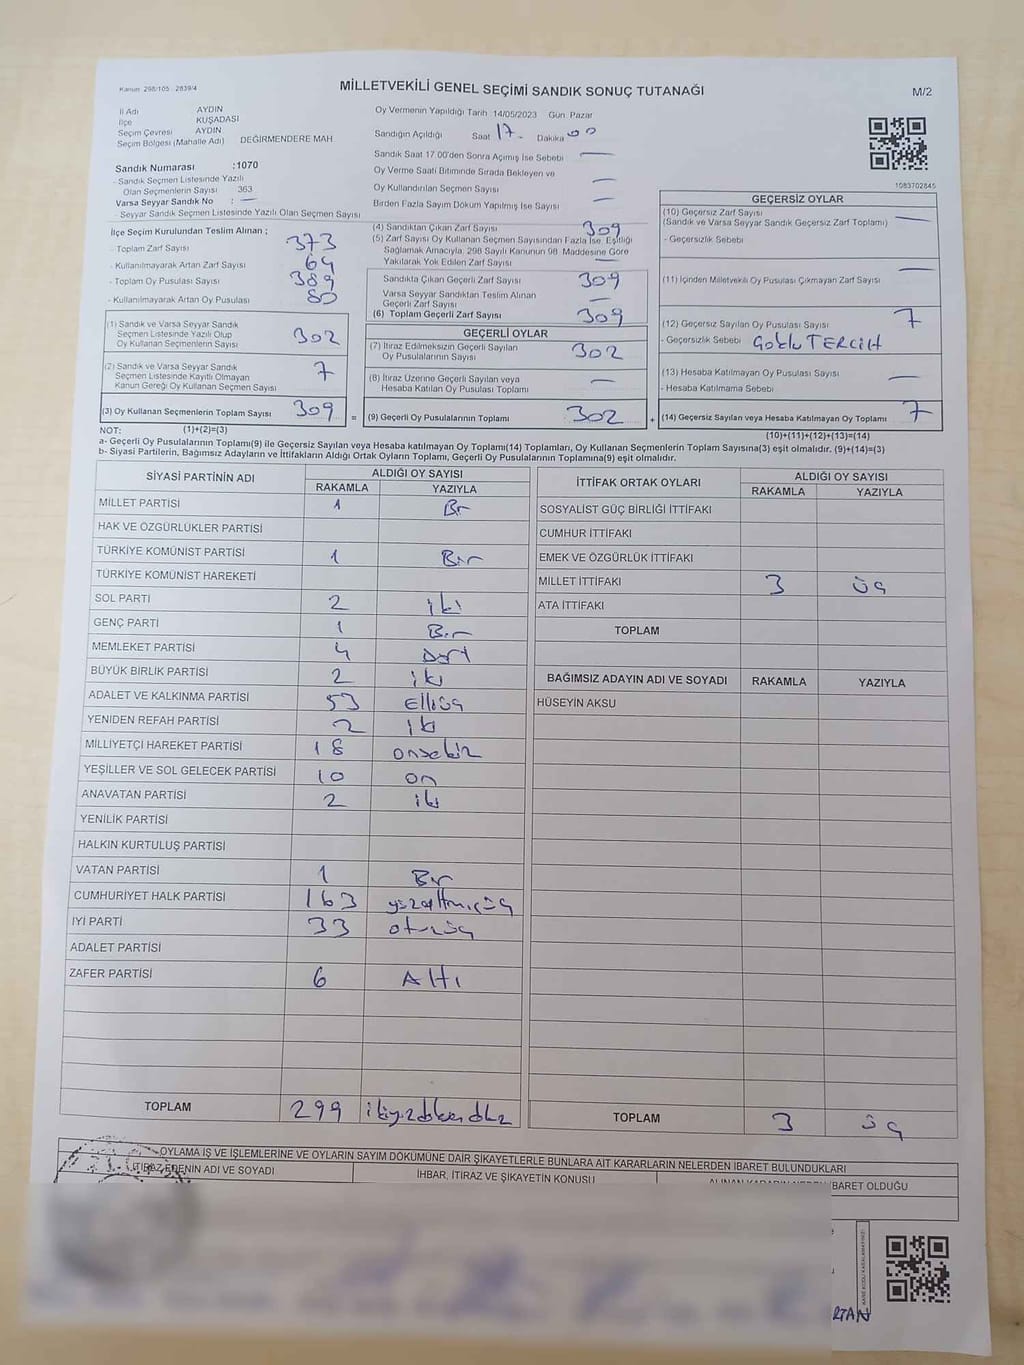 Kanun: 298/105 - 2839/4
MİLLETVEKİLİ GENEL SEÇİMİ SANDIK SONUÇ TUTANAĞI
M/2
İl Adı AYDIN
İlçe KUŞADASI
Seçim Çevresi AYDIN
Seçim Bölgesi (Mahalle Adı) DEĞİRMENDERE MAH
Sandık Numarası :1070
- Sandık Seçmen Listesinde Yazılı
Olan Seçmenlerin Sayısı 363
Varsa Seyyar Sandık No : —
- Seyyar Sandık Seçmen Listesinde Yazılı Olan Seçmen Sayısı
Oy Vermenin Yapıldığı Tarih 14/05/2023 Gün Pazar
Sandığın Açıldığı Saat 17 - Dakika 00
Sandık Saat 17.00'den Sonra Açılmış İse Sebebi —
Oy Verme Saati Bitiminde Sırada Bekleyen ve
Oy Kullandırılan Seçmen Sayısı —
Birden Fazla Sayım Döküm Yapılmış İse Sayısı —
1083702845
İlçe Seçim Kurulundan Teslim Alınan ;
- Toplam Zarf Sayısı 373
- Kullanılmayarak Artan Zarf Sayısı 64
- Toplam Oy Pusulası Sayısı 389
- Kullanılmayarak Artan Oy Pusulası 80
(1) Sandık ve Varsa Seyyar Sandık
Seçmen Listesinde Yazılı Olup
Oy Kullanan Seçmenlerin Sayısı 302
(2) Sandık ve Varsa Seyyar Sandık
Seçmen Listesinde Kayıtlı Olmayan
Kanun Gereği Oy Kullanan Seçmen Sayısı 7
(3) Oy Kullanan Seçmenlerin Toplam Sayısı 309 =
(1)+(2)=(3)
(4) Sandıktan Çıkan Zarf Sayısı 309
(5) Zarf Sayısı Oy Kullanan Seçmen Sayısından Fazla İse, Eşitliği
Sağlamak Amacıyla, 298 Sayılı Kanunun 98. Maddesine Göre
Yakılarak Yok Edilen Zarf Sayısı —
Sandıkta Çıkan Geçerli Zarf Sayısı 309
Varsa Seyyar Sandıktan Teslim Alınan
Geçerli Zarf Sayısı —
(6) Toplam Geçerli Zarf Sayısı 309
GEÇERLİ OYLAR
(7) İtiraz Edilmeksizin Geçerli Sayılan
Oy Pusulalarının Sayısı 302
(8) İtiraz Üzerine Geçerli Sayılan veya
Hesaba Katılan Oy Pusulası Toplamı —
(9) Geçerli Oy Pusulalarının Toplamı 302 +
GEÇERSİZ OYLAR
(10) Geçersiz Zarf Sayısı —
(Sandık ve Varsa Seyyar Sandık Geçersiz Zarf Toplamı)
- Geçersizlik Sebebi
(11) İçinden Milletvekili Oy Pusulası Çıkmayan Zarf Sayısı —
(12) Geçersiz Sayılan Oy Pusulası Sayısı 7
- Geçersizlik Sebebi Çoklu TERCİH
(13) Hesaba Katılmayan Oy Pusulası Sayısı —
- Hesaba Katılmama Sebebi
(14) Geçersiz Sayılan veya Hesaba Katılmayan Oy Toplamı 7
(10)+(11)+(12)+(13)=(14)
NOT:
a- Geçerli Oy Pusulalarının Toplamı(9) ile Geçersiz Sayılan veya Hesaba katılmayan Oy Toplamı(14) Toplamları, Oy Kullanan Seçmenlerin Toplam Sayısına(3) eşit olmalıdır. (9)+(14)=(3)
b- Siyasi Partilerin, Bağımsız Adayların ve İttifakların Aldığı Ortak Oyların Toplamı, Geçerli Oy Pusulalarının Toplamına(9) eşit olmalıdır.
SİYASİ PARTİNİN ADI ALDIĞI OY SAYISI
RAKAMLA YAZIYLA
MİLLET PARTİSİ 1 Bir
HAK VE ÖZGÜRLÜKLER PARTİSİ
TÜRKİYE KOMÜNİST PARTİSİ 1 Bir
TÜRKİYE KOMÜNİST HAREKETİ
SOL PARTİ 2 iki
GENÇ PARTİ 1 Bir
MEMLEKET PARTİSİ 4 Dört
BÜYÜK BİRLİK PARTİSİ 2 iki
ADALET VE KALKINMA PARTİSİ 53 Elliüç
YENİDEN REFAH PARTİSİ 2 iki
MİLLİYETÇİ HAREKET PARTİSİ 18 onsekiz
YEŞİLLER VE SOL GELECEK PARTİSİ 10 on
ANAVATAN PARTİSİ 2 iki
YENİLİK PARTİSİ
HALKIN KURTULUŞ PARTİSİ
VATAN PARTİSİ 1 Bir
CUMHURİYET HALK PARTİSİ 163 yüzaltmışüç
İYİ PARTİ 33 otuzüç
ADALET PARTİSİ
ZAFER PARTİSİ 6 Altı
TOPLAM 299 ikiyüzdoksandokuz
İTTİFAK ORTAK OYLARI ALDIĞI OY SAYISI
RAKAMLA YAZIYLA
SOSYALİST GÜÇ BİRLİĞİ İTTİFAKI
CUMHUR İTTİFAKI
EMEK VE ÖZGÜRLÜK İTTİFAKI
MİLLET İTTİFAKI 3 üç
ATA İTTİFAKI
TOPLAM
BAĞIMSIZ ADAYIN ADI VE SOYADI RAKAMLA YAZIYLA
HÜSEYİN AKSU
TOPLAM 3 üç
OYLAMA İŞ VE İŞLEMLERİNE VE OYLARIN SAYIM DÖKÜMÜNE DAİR ŞİKAYETLERLE BUNLARA AİT KARARLARIN NELERDEN İBARET BULUNDUKLARI
İTİRAZ EDENİN ADI VE SOYADI İHBAR, İTİRAZ VE ŞİKAYETİN KONUSU ALINAN KARARIN NEDEN İBARET OLDUĞU
RTAN